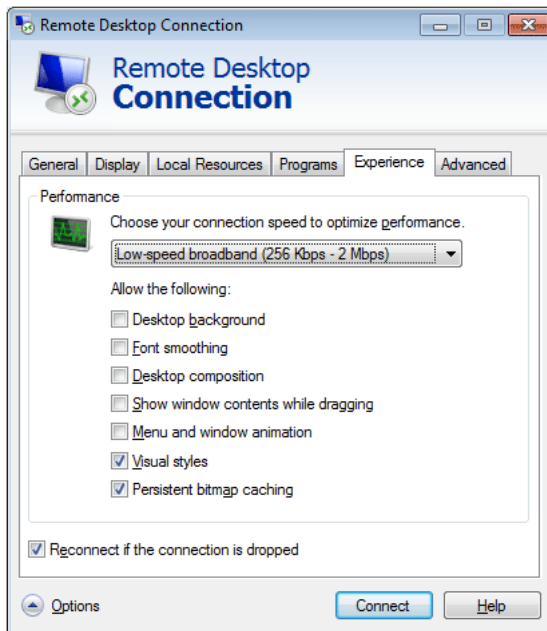 Remote Desktop Connection
Remote Desktop
Connection
General Display Local Resources Programs Experience Advanced
Performance
Choose your connection speed to optimize performance.
Low-speed broadband (256 Kbps - 2 Mbps)
Allow the following:
Desktop background
Font smoothing
Desktop composition
Show window contents while dragging
Menu and window animation
Visual styles
Persistent bitmap caching
Reconnect if the connection is dropped
Options Connect Help